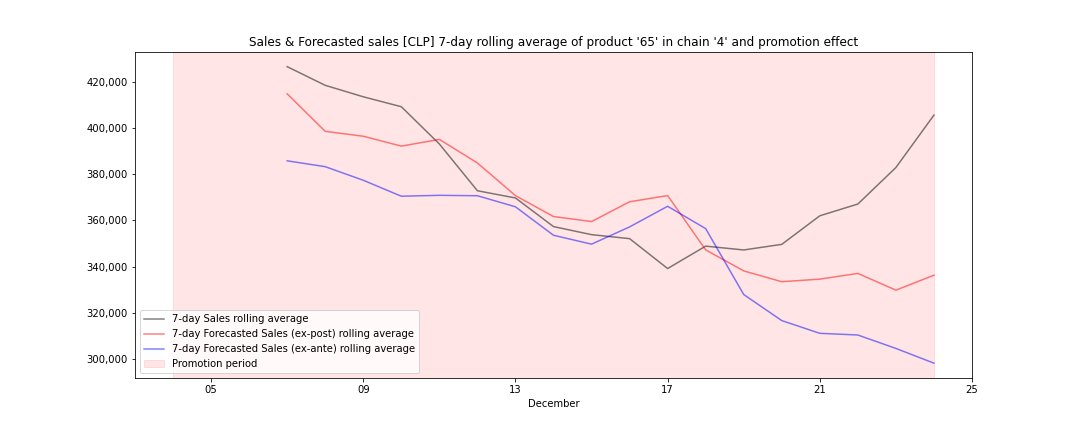 Sales & Forecasted sales [CLP] 7-day rolling average of product '65' in chain '4' and promotion effect
420,000
400,000
380,000
360,000
340,000
320,000
300,000
7-day Sales rolling average
7-day Forecasted Sales (ex-post) rolling average
7-day Forecasted Sales (ex-ante) rolling average
Promotion period
05 09 13 17 21 25
December